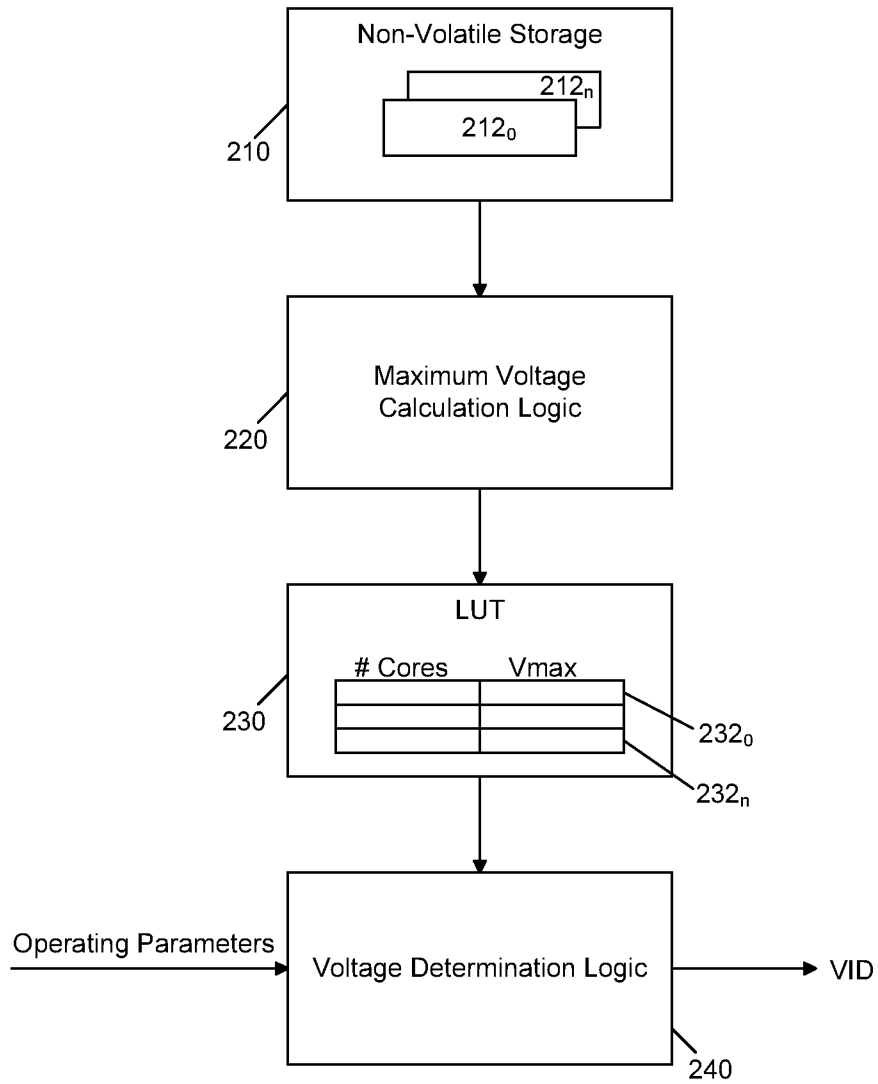 Non-Volatile Storage
212n
212₀
210
Maximum Voltage
Calculation Logic
220
LUT
# Cores Vmax
230
232₀
232n
Operating Parameters
Voltage Determination Logic
VID
240